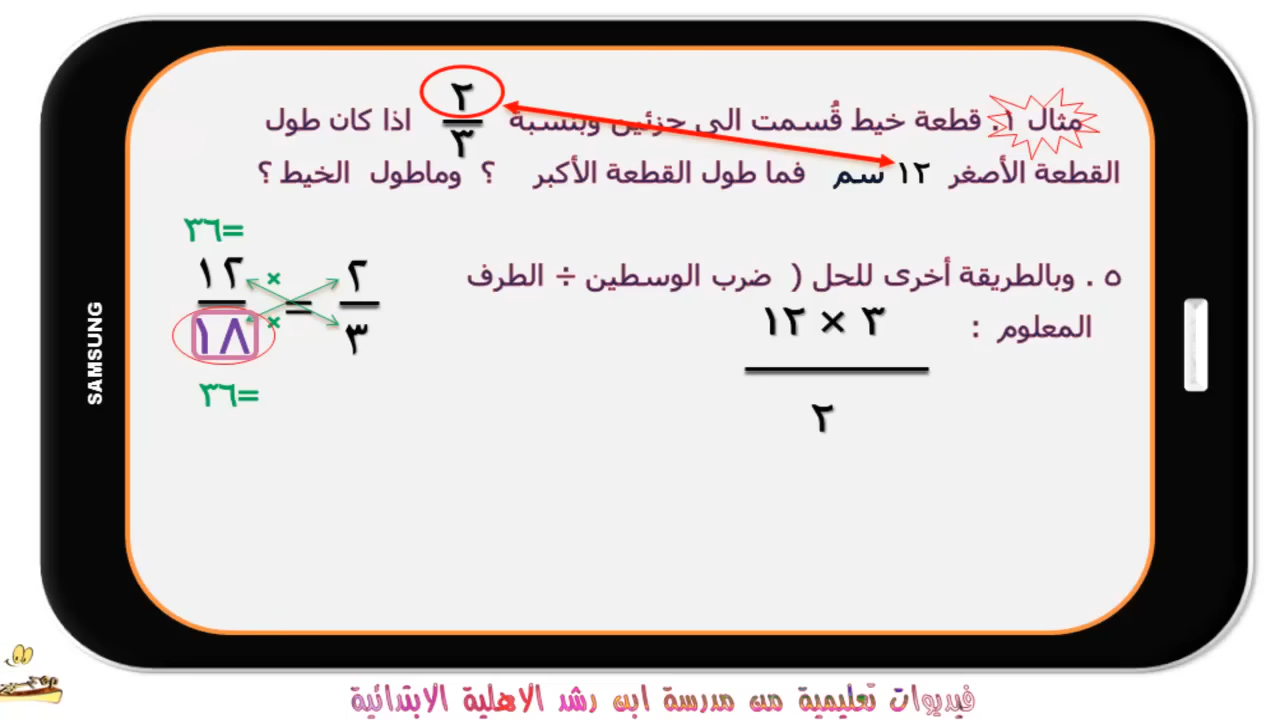 مثال ١. قطعة خيط قُسمت الى جزئين وبنسبة ٢/٣ اذا كان طول
القطعة الأصغر ١٢ سم فما طول القطعة الأكبر ؟ وماطول الخيط ؟
٥ . وبالطريقة أخرى للحل ( ضرب الوسطين ÷ الطرف
المعلوم :
٣ × ١٢
٢
=٣٦
٢ = ١٢
× ×
٣ ١٨
=٣٦
SAMSUNG
فيديوات تعليمية من مدرسة ابن رشد الاهلية الابتدائية